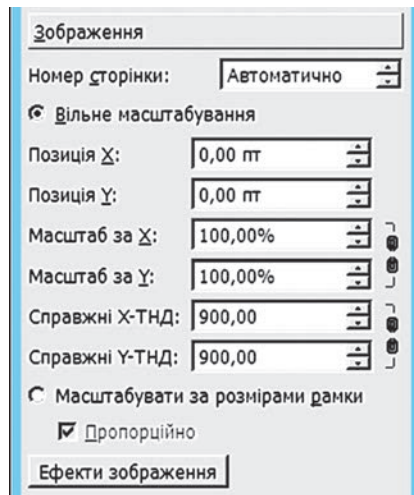 Зображення
Номер сторінки: Автоматично
Вільне масштабування
Позиція X: 0,00 пт
Позиція Y: 0,00 пт
Масштаб за X: 100,00%
Масштаб за Y: 100,00%
Справжні X-ТНД: 900,00
Справжні Y-ТНД: 900,00
Масштабувати за розмірами рамки
Пропорційно
Ефекти зображення